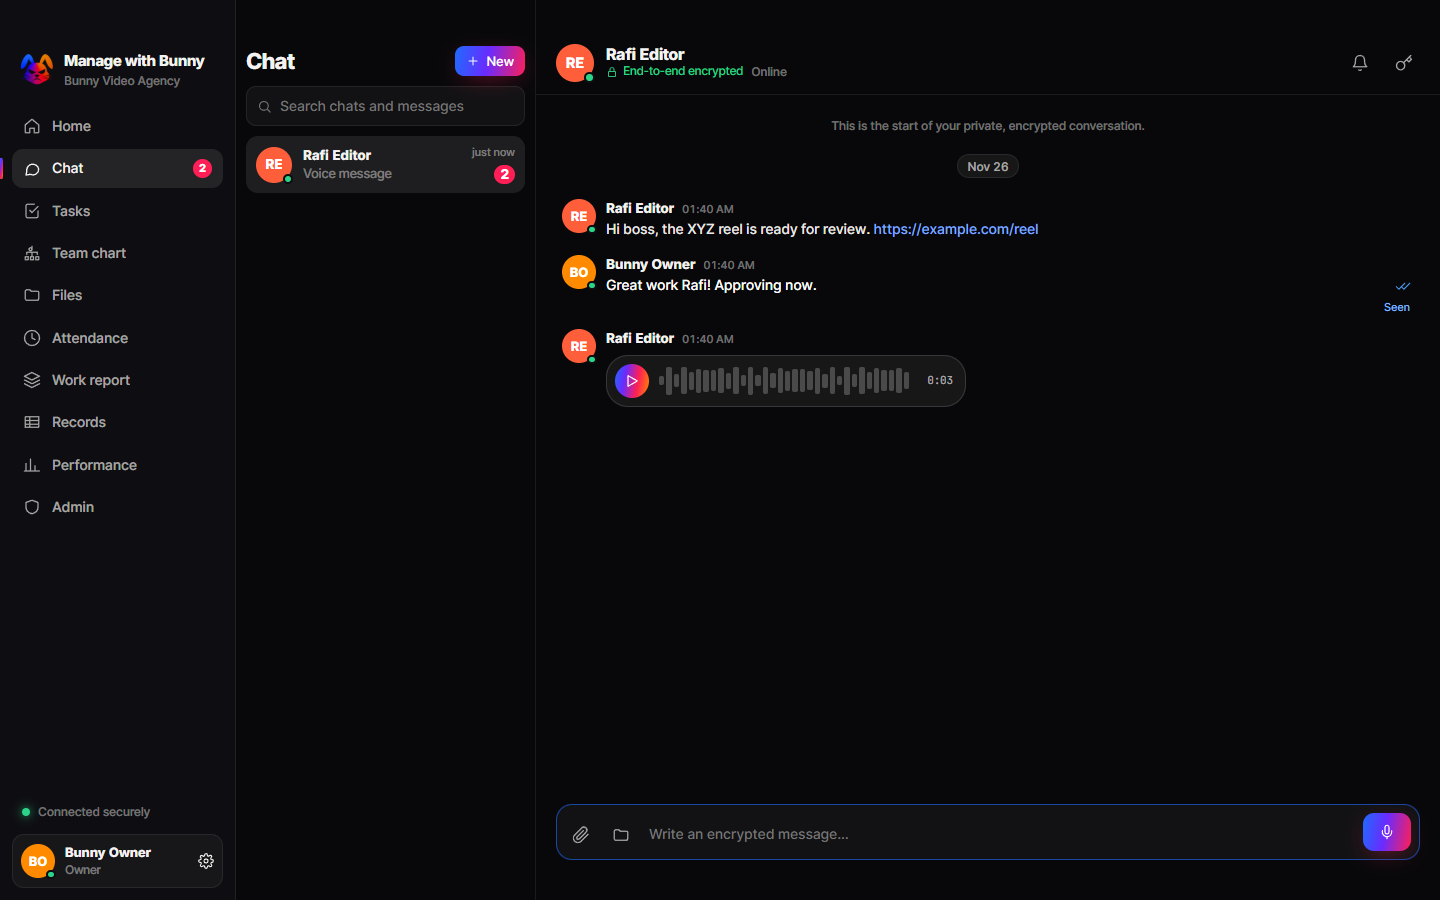 Manage with Bunny
Bunny Video Agency
Home
Chat
2
Tasks
Team chart
Files
Attendance
Work report
Records
Performance
Admin
Connected securely
BO
Bunny Owner
Owner
Chat
+ New
Search chats and messages
RE
Rafi Editor
just now
Voice message
2
RE
Rafi Editor
End-to-end encrypted Online
This is the start of your private, encrypted conversation.
Nov 26
RE
Rafi Editor 01:40 AM
Hi boss, the XYZ reel is ready for review. https://example.com/reel
BO
Bunny Owner 01:40 AM
Great work Rafi! Approving now.
Seen
RE
Rafi Editor 01:40 AM
0:03
Write an encrypted message...